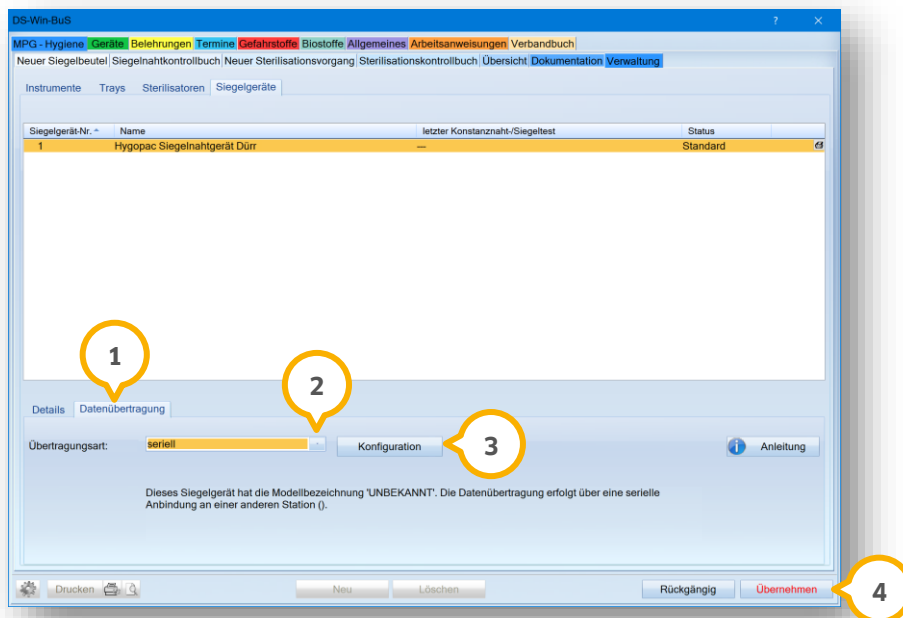 DS-Win-BuS ? ×
MPG - Hygiene Geräte Belehrungen Termine Gefahrstoffe Biostoffe Allgemeines Arbeitsanweisungen Verbandbuch
Neuer Siegelbeutel Siegelnahtkontrollbuch Neuer Sterilisationsvorgang Sterilisationskontrollbuch Übersicht Dokumentation Verwaltung
Instrumente Trays Sterilisatoren Siegelgeräte
Siegelgerät-Nr. Name letzter Konstanznaht-/Siegeltest Status
1 Hygopac Siegelnahtgerät Dürr --- Standard
1
2
Details Datenübertragung
3
Übertragungsart: seriell Konfiguration Anleitung
Dieses Siegelgerät hat die Modellbezeichnung 'UNBEKANNT'. Die Datenübertragung erfolgt über eine serielle
Anbindung an einer anderen Station ().
Drucken Neu Löschen Rückgängig Übernehmen
4